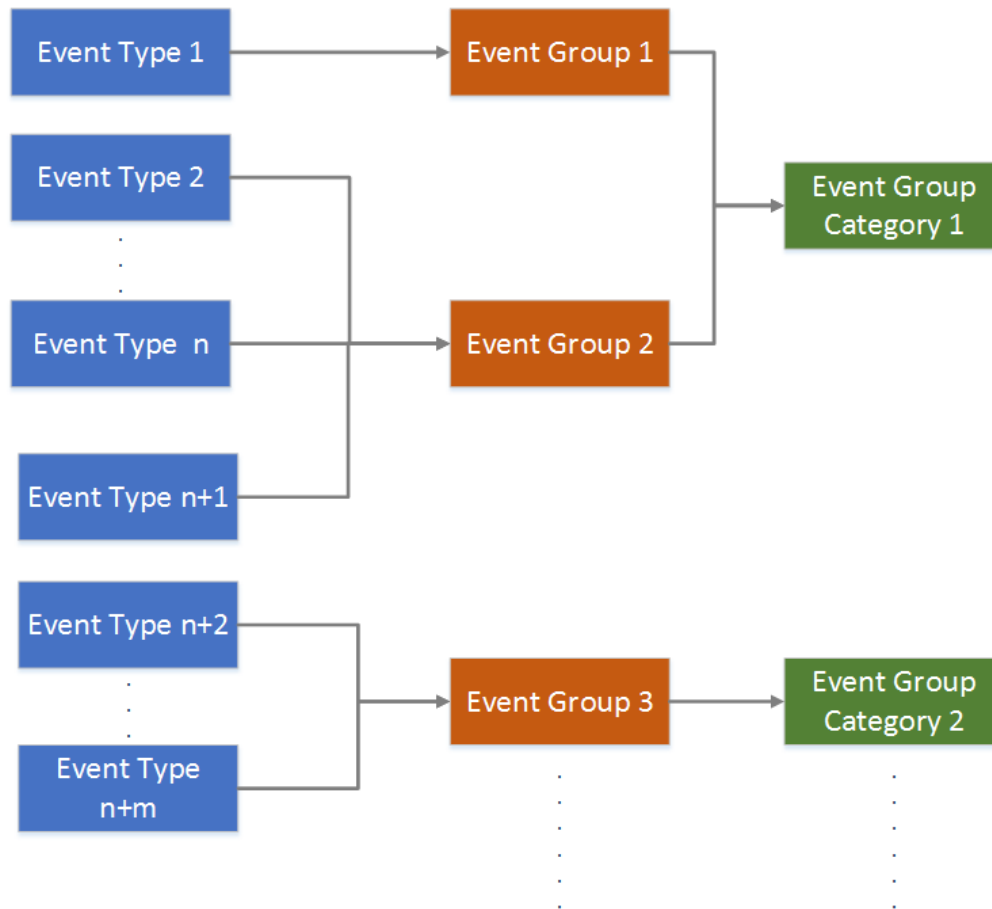 Event Type 1
Event Group 1
Event Type 2
Event Group
Category 1
Event Type n
Event Group 2
Event Type n+1
Event Type n+2
Event Group 3
Event Group
Category 2
Event Type
n+m